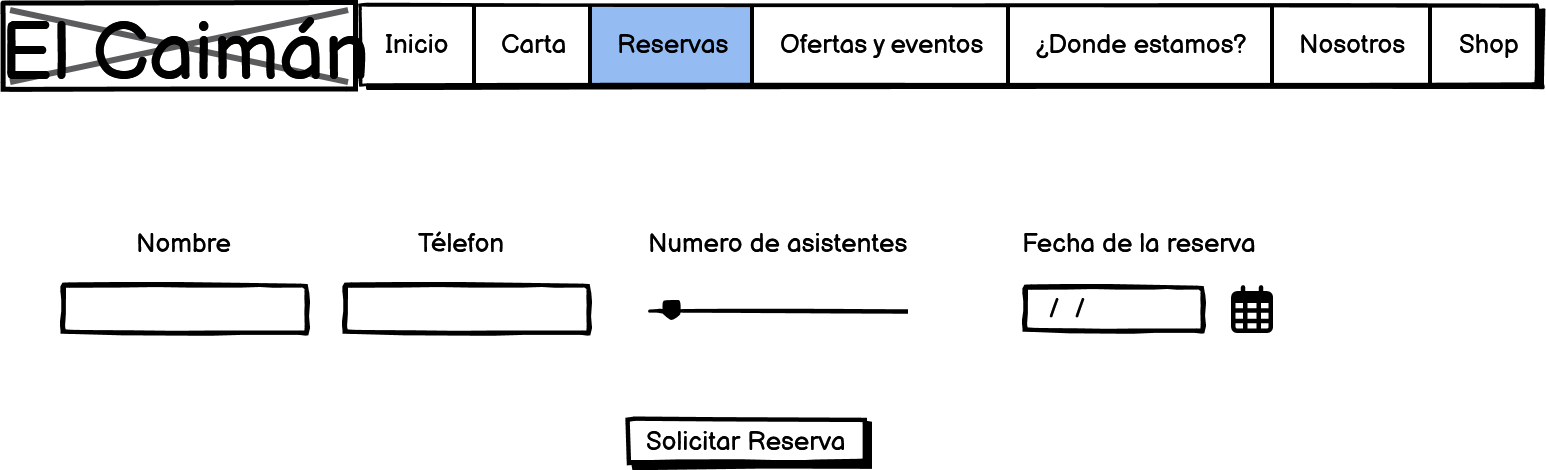 El Caimán Inicio Carta Reservas Ofertas y eventos ¿Donde estamos? Nosotros Shop
Nombre Télefon Numero de asistentes Fecha de la reserva
/ /
Solicitar Reserva